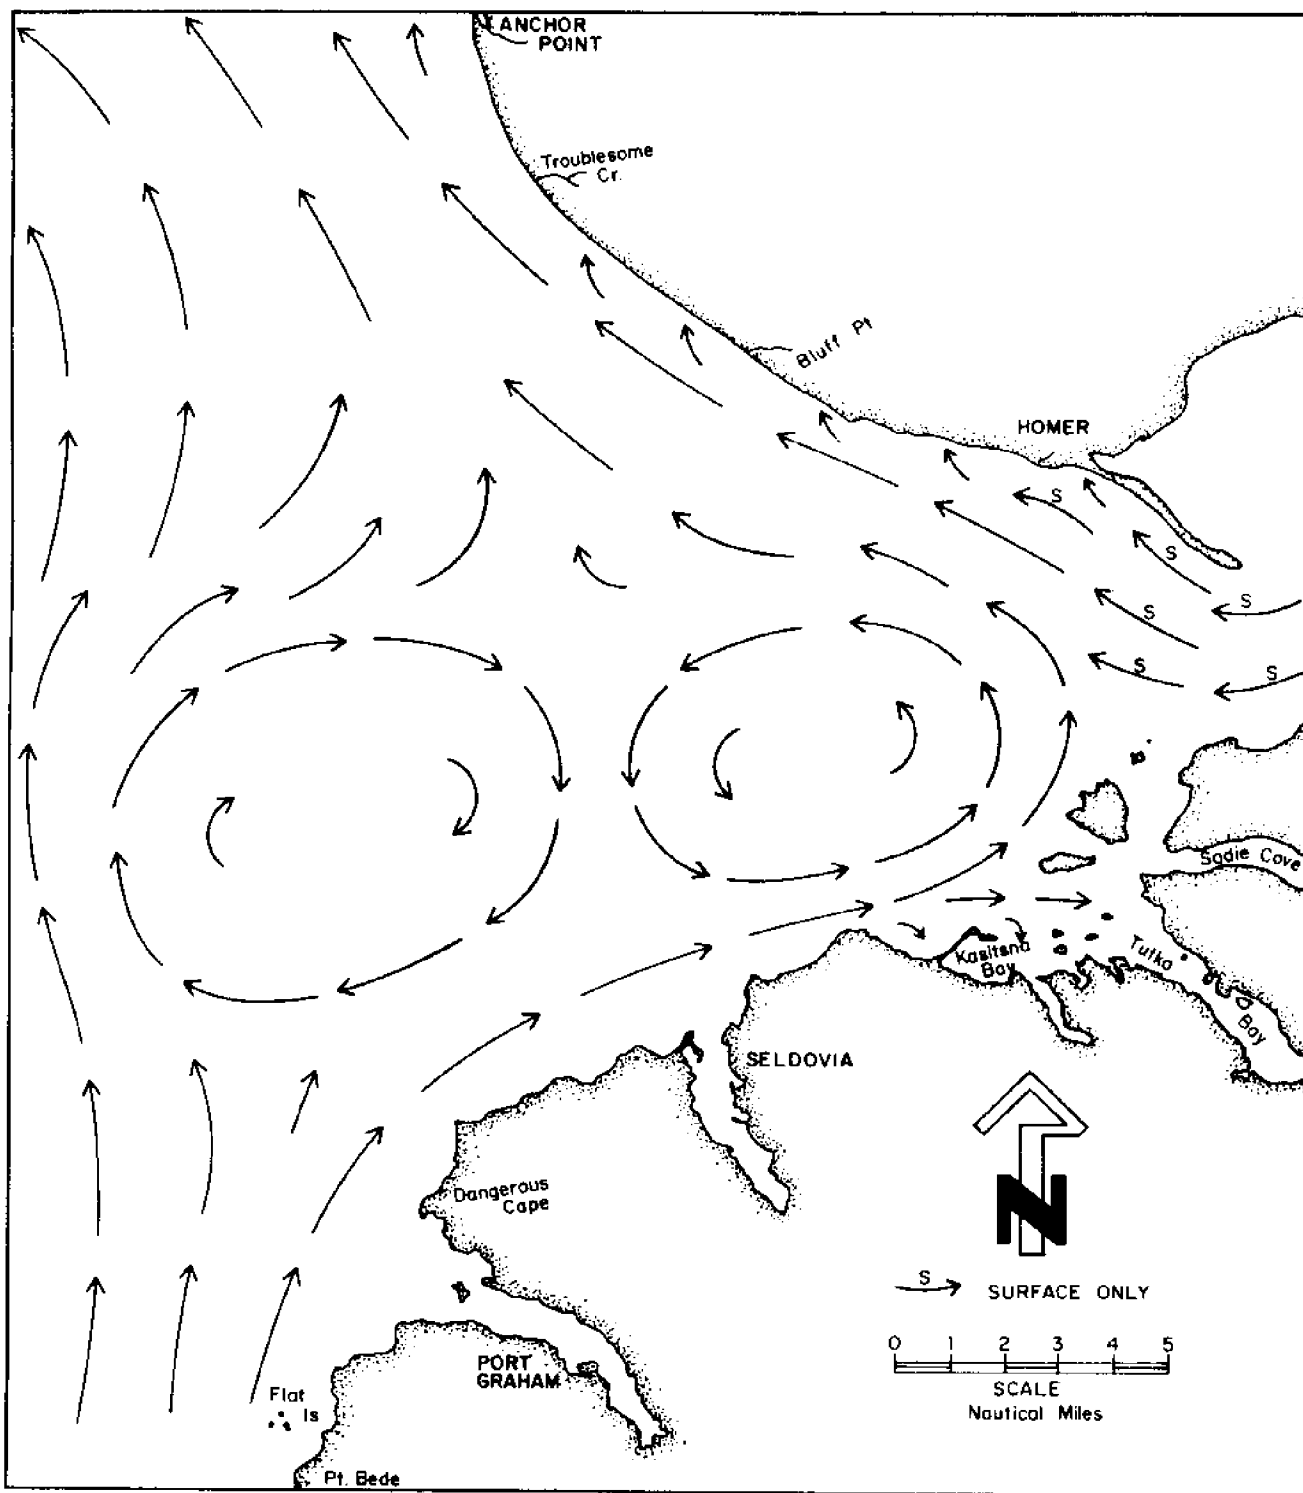 ANCHOR
POINT
Troublesome
Cr.
Bluff Pt
HOMER
S
S
S
S
S
S
Sadie Cove
Kasitsna
Bay
Tutka
Bay
SELDOVIA
Dangerous
Cape
N
S
SURFACE ONLY
0 1 2 3 4 5
SCALE
Nautical Miles
PORT
GRAHAM
Flat
Is
Pt. Bede